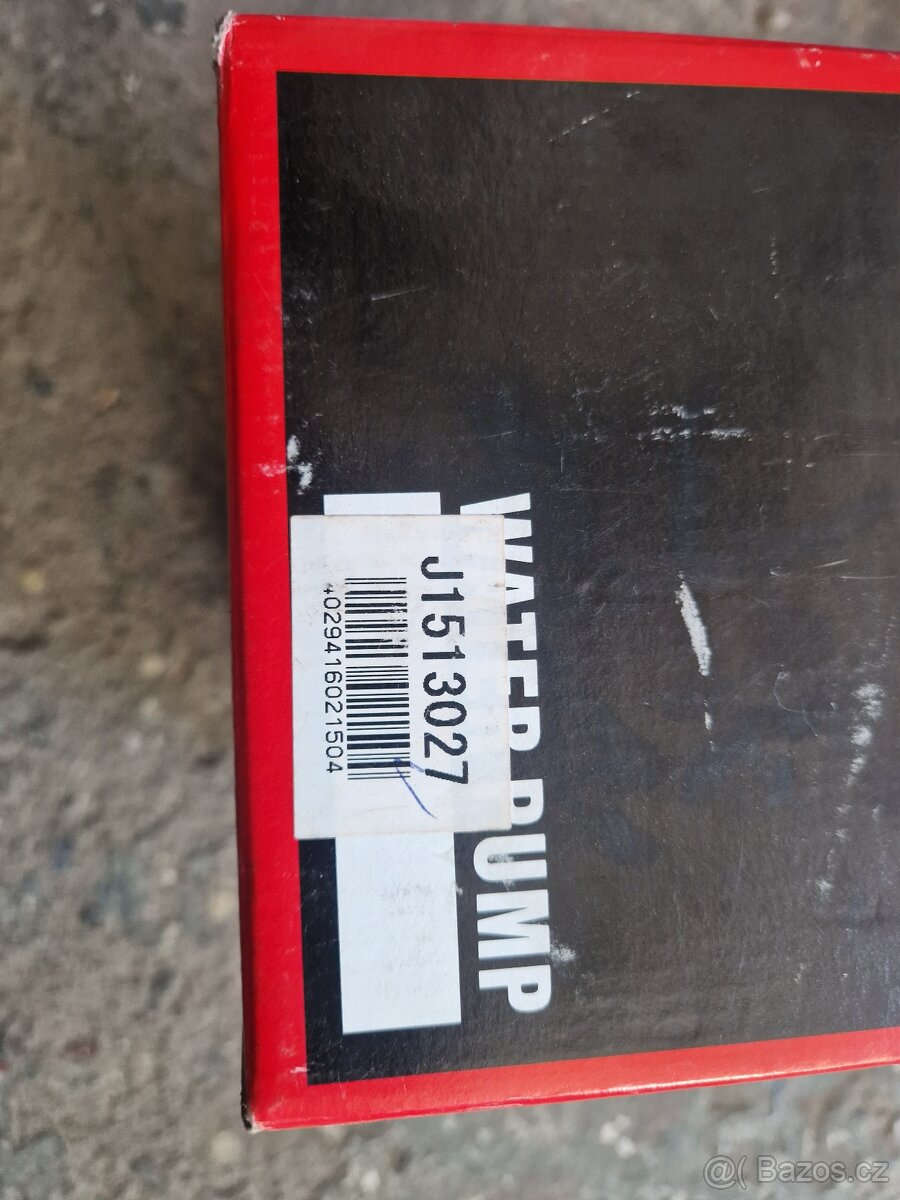 WATER PUMP
J1513027
4029416021504
@( Bazos.cz